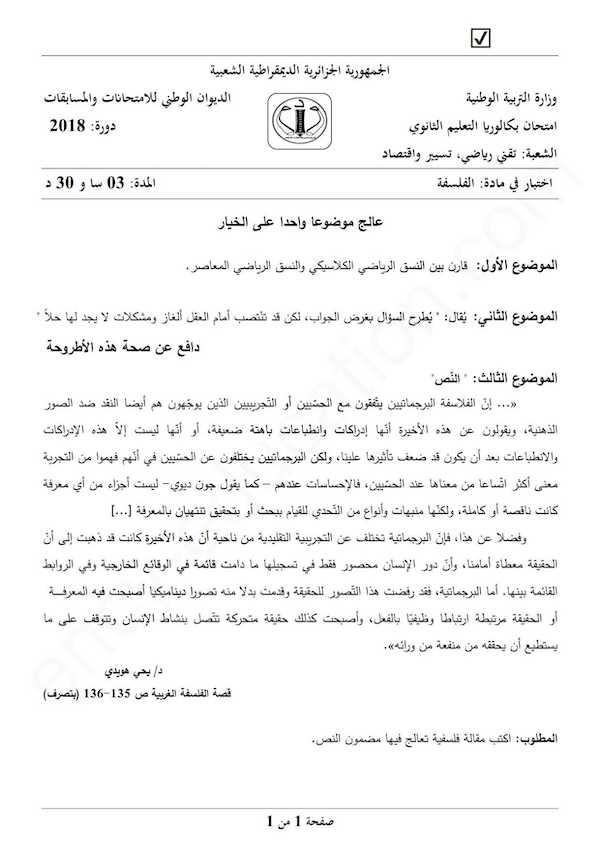 الجمهورية الجزائرية الديمقراطية الشعبية
وزارة التربية الوطنية
الديوان الوطني للامتحانات والمسابقات
امتحان بكالوريا التعليم الثانوي
دورة: 2018
الشعبة: تقني رياضي، تسيير واقتصاد
اختبار في مادة: الفلسفة
المدة: 03 سا و 30 د
عالج موضوعا واحدا على الخيار
الموضوع الأول: قارن بين النسق الرياضي الكلاسيكي والنسق الرياضي المعاصر.
الموضوع الثاني: يُقال: " يُطرح السؤال بغرض الجواب، لكن قد تنْتصب أمام العقل ألغاز ومشكلات لا يجد لها حلاّ "
دافع عن صحة هذه الأطروحة
الموضوع الثالث: " النّص"
«... إنّ الفلاسفة البرجماتيين يتّفقون مع الحسّيين أو التّجريبيين الذين يوجّهون هم أيضا النقد ضد الصور
الذهنية، ويقولون عن هذه الأخيرة أنّها إدراكات وانطباعات باهتة ضعيفة، أو أنّها ليست إلاّ هذه الإدراكات
والانطباعات بعد أن يكون قد ضعف تأثيرها علينا، ولكن البرجماتيين يختلفون عن الحسّيين في أنّهم فهموا من التجربة
معنى أكثر اتّساعا من معناها عند الحسّيين، فالإحساسات عندهم – كما يقول جون ديوي– ليست أجزاء من أي معرفة
كانت ناقصة أو كاملة، ولكنّها منبهات وأنواع من التّحدي للقيام ببحث أو بتحقيق تنتهيان بالمعرفة [...]
وفضلا عن هذا، فإنّ البرجماتية تختلف عن التجريبية التقليدية من ناحية أنّ هذه الأخيرة كانت قد ذهبت إلى أنّ
الحقيقة معطاة أمامنا، وأنّ دور الإنسان محصور فقط في تسجيلها ما دامت قائمة في الوقائع الخارجية وفي الروابط
القائمة بينها. أما البرجماتية، فقد رفضت هذا التّصور للحقيقة وقدمت بدلا منه تصورا ديناميكيا أصبحت فيه المعرفـــة
أو الحقيقة مرتبطة ارتباطا وظيفيّا بالفعل، وأصبحت كذلك حقيقة متحركة تتّصل بنشاط الإنسان وتتوقف على ما
يستطيع أن يحققه من منفعة من ورائه».
د/ يحي هويدي
قصة الفلسفة الغربية ص 135–136 (بتصرف)
المطلوب: اكتب مقالة فلسفية تعالج فيها مضمون النص.
صفحة 1 من 1